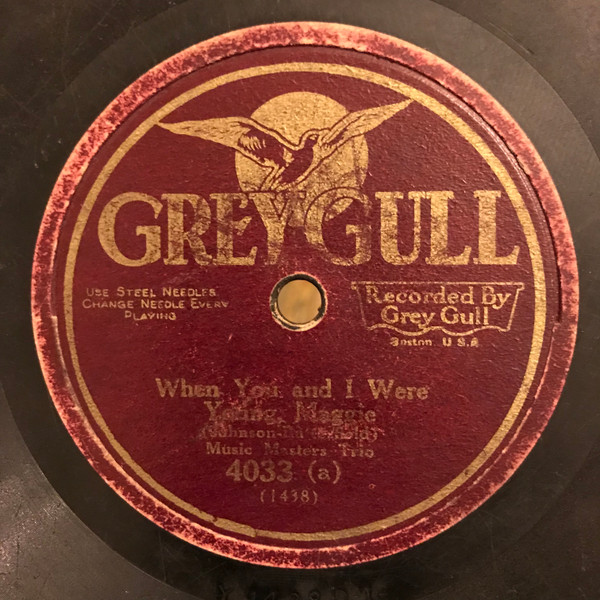 GREY GULL
USE STEEL NEEDLES
CHANGE NEEDLE EVERY
PLAYING
Recorded By
Grey Gull
Boston U.S.A
When You and I Were
Young, Maggie
Music Masters Trio
4033 (a)
(1438)